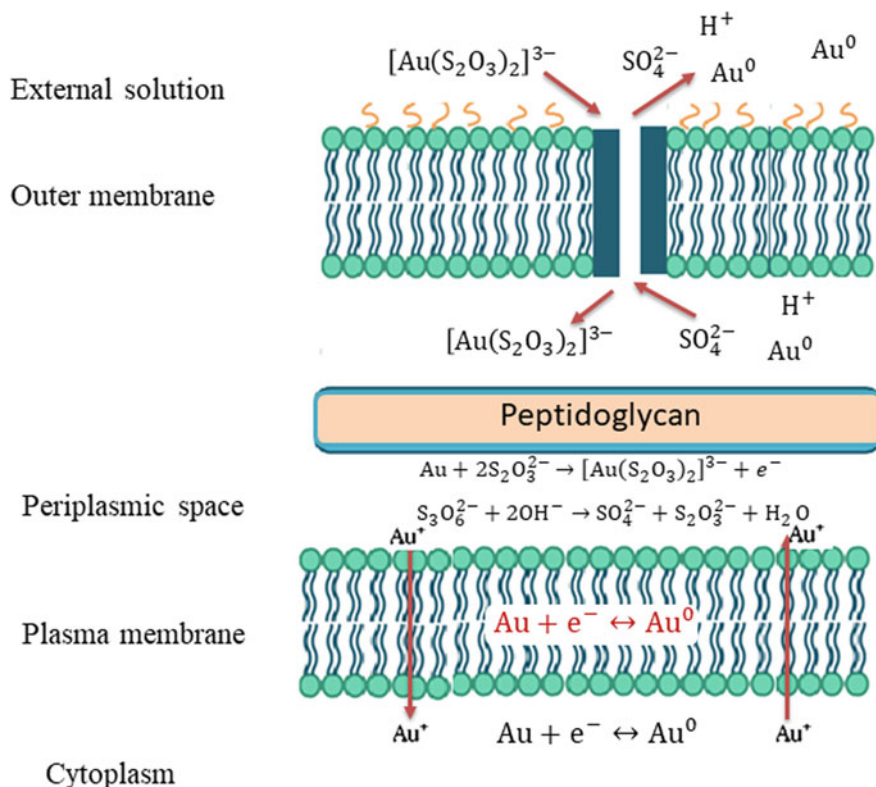 H⁺
[Au(S₂O₃)₂]³⁻ SO₄²⁻ Au⁰ Au⁰
External solution
Outer membrane
H⁺
[Au(S₂O₃)₂]³⁻ SO₄²⁻ Au⁰
Peptidoglycan
Au + 2S₂O₃²⁻ → [Au(S₂O₃)₂]³⁻ + e⁻
Periplasmic space
S₃O₆²⁻ + 2OH⁻ → SO₄²⁻ + S₂O₃²⁻ + H₂O
Au⁺ Au⁺
Plasma membrane
Au + e⁻ ↔ Au⁰
Au⁺ Au + e⁻ ↔ Au⁰ Au⁺
Cytoplasm